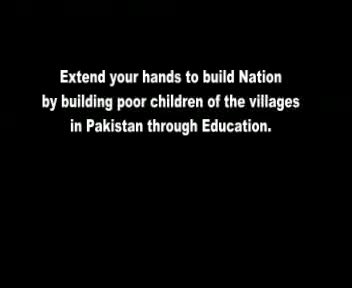 Extend your hands to build Nation
by building poor children of the villages
in Pakistan through Education.